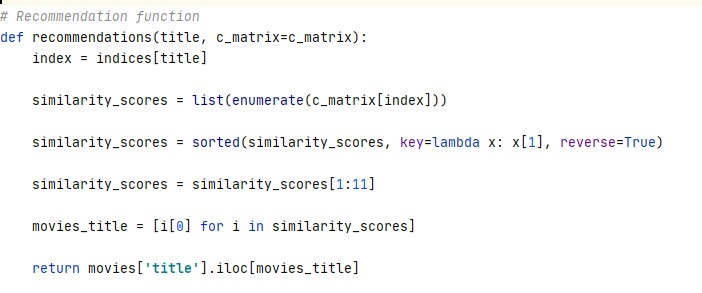 # Recommendation function
def recommendations(title, c_matrix=c_matrix):
    index = indices[title]
    similarity_scores = list(enumerate(c_matrix[index]))
    similarity_scores = sorted(similarity_scores, key=lambda x: x[1], reverse=True)
    similarity_scores = similarity_scores[1:11]
    movies_title = [i[0] for i in similarity_scores]
    return movies['title'].iloc[movies_title]